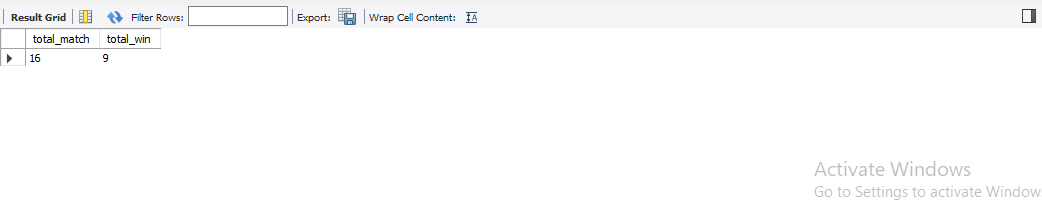 Result Grid Filter Rows: Export: Wrap Cell Content: IA
total_match total_win
16 9
Activate Windows
Go to Settings to activate Window